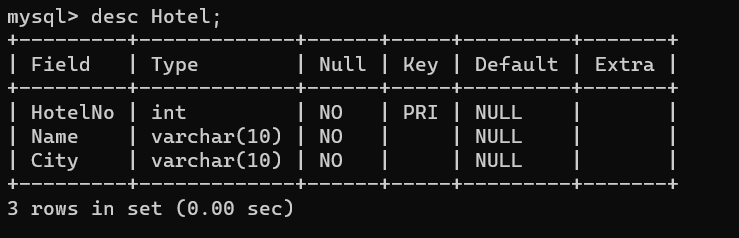 mysql> desc Hotel;
+---------+-------------+------+-----+---------+-------+
| Field   | Type        | Null | Key | Default | Extra |
+---------+-------------+------+-----+---------+-------+
| HotelNo | int         | NO   | PRI | NULL    |       |
| Name    | varchar(10) | NO   |     | NULL    |       |
| City    | varchar(10) | NO   |     | NULL    |       |
+---------+-------------+------+-----+---------+-------+
3 rows in set (0.00 sec)